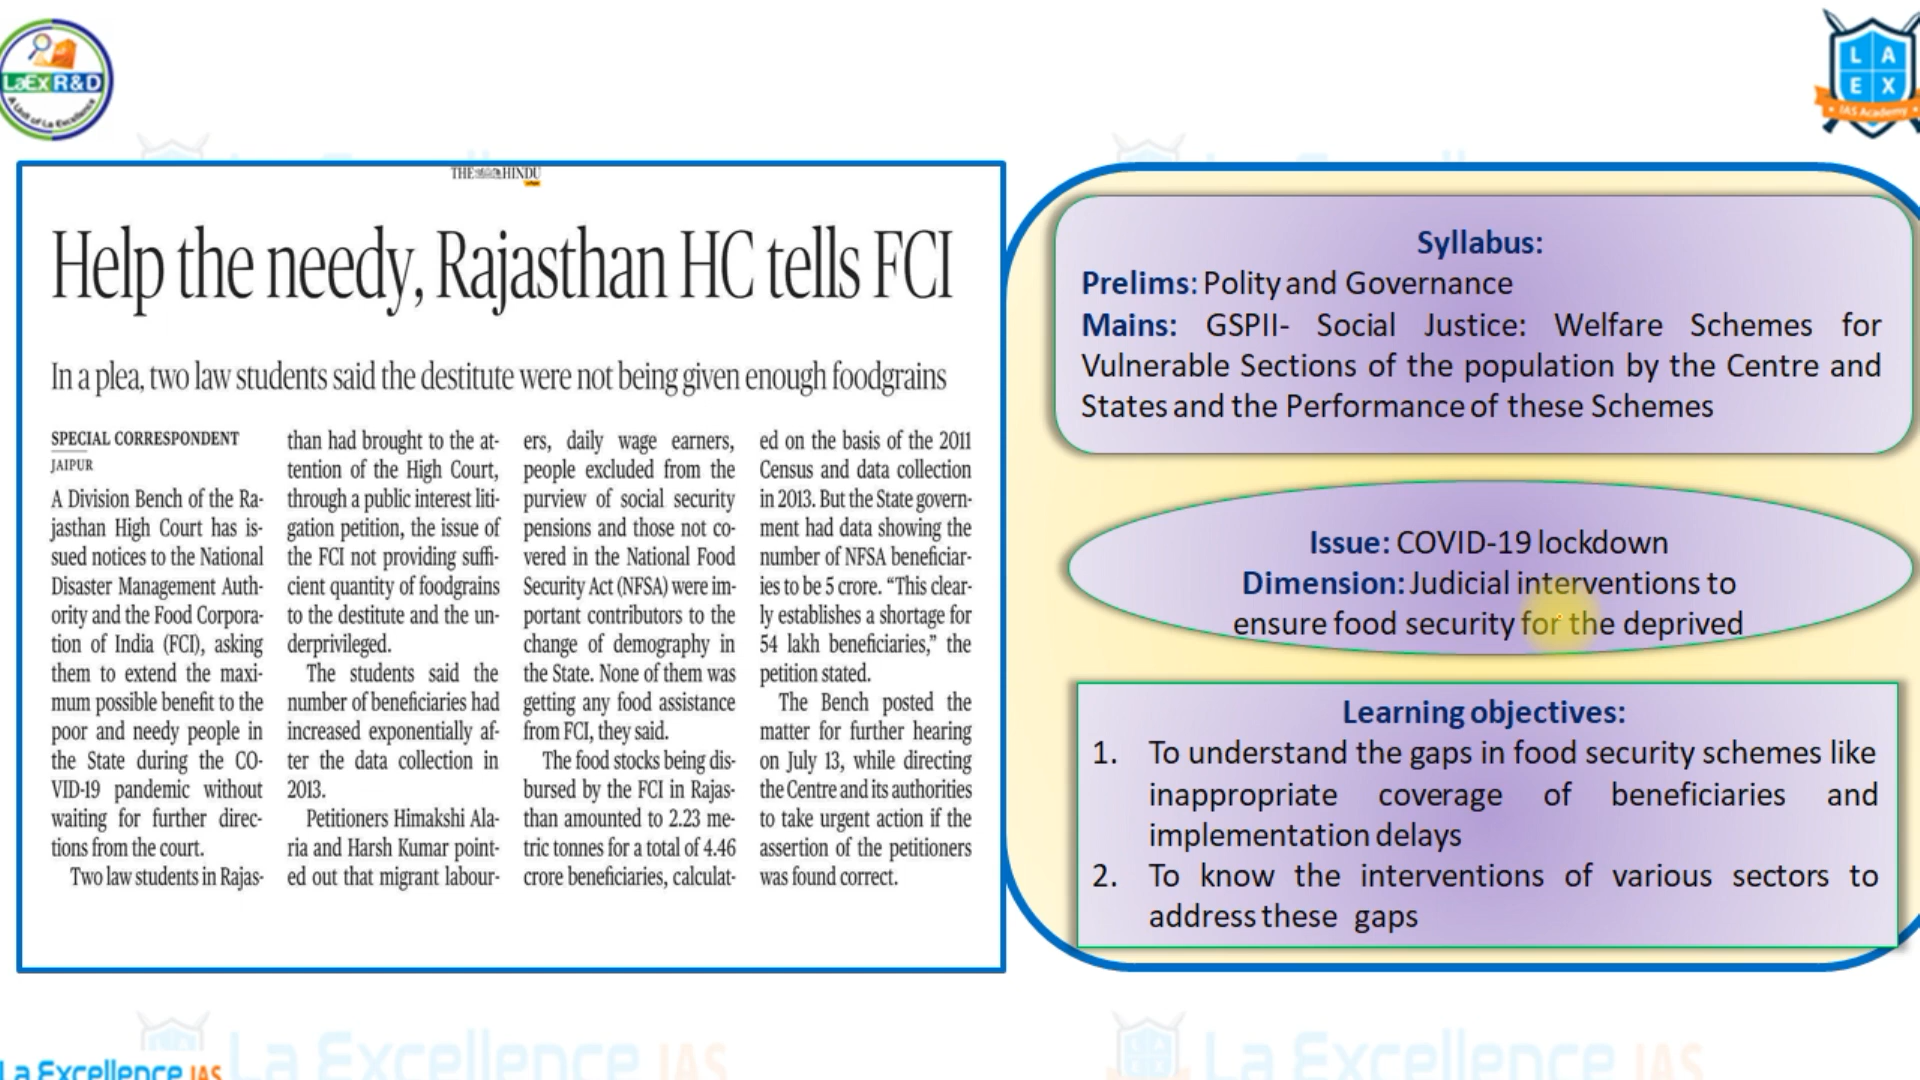 LaEx R&D
A Unit of La Excellence
L A
E X
IAS Academy
THE HINDU
Help the needy, Rajasthan HC tells FCI
In a plea, two law students said the destitute were not being given enough foodgrains
SPECIAL CORRESPONDENT
JAIPUR
A Division Bench of the Ra-
jasthan High Court has is-
sued notices to the National
Disaster Management Auth-
ority and the Food Corpora-
tion of India (FCI), asking
them to extend the maxi-
mum possible benefit to the
poor and needy people in
the State during the CO-
VID-19 pandemic without
waiting for further direc-
tions from the court.
Two law students in Rajas-
than had brought to the at-
tention of the High Court,
through a public interest liti-
gation petition, the issue of
the FCI not providing suffi-
cient quantity of foodgrains
to the destitute and the un-
derprivileged.
The students said the
number of beneficiaries had
increased exponentially af-
ter the data collection in
2013.
Petitioners Himakshi Ala-
ria and Harsh Kumar point-
ed out that migrant labour-
ers, daily wage earners,
people excluded from the
purview of social security
pensions and those not co-
vered in the National Food
Security Act (NFSA) were im-
portant contributors to the
change of demography in
the State. None of them was
getting any food assistance
from FCI, they said.
The food stocks being dis-
bursed by the FCI in Rajas-
than amounted to 2.23 me-
tric tonnes for a total of 4.46
crore beneficiaries, calculat-
ed on the basis of the 2011
Census and data collection
in 2013. But the State govern-
ment had data showing the
number of NFSA beneficiar-
ies to be 5 crore. “This clear-
ly establishes a shortage for
54 lakh beneficiaries,” the
petition stated.
The Bench posted the
matter for further hearing
on July 13, while directing
the Centre and its authorities
to take urgent action if the
assertion of the petitioners
was found correct.
Syllabus:
Prelims: Polity and Governance
Mains: GSPII- Social Justice: Welfare Schemes for
Vulnerable Sections of the population by the Centre and
States and the Performance of these Schemes
Issue: COVID-19 lockdown
Dimension: Judicial interventions to
ensure food security for the deprived
Learning objectives:
1. To understand the gaps in food security schemes like
inappropriate coverage of beneficiaries and
implementation delays
2. To know the interventions of various sectors to
address these gaps
La Excellence IAS
La Excellence IAS
La Excellence IAS